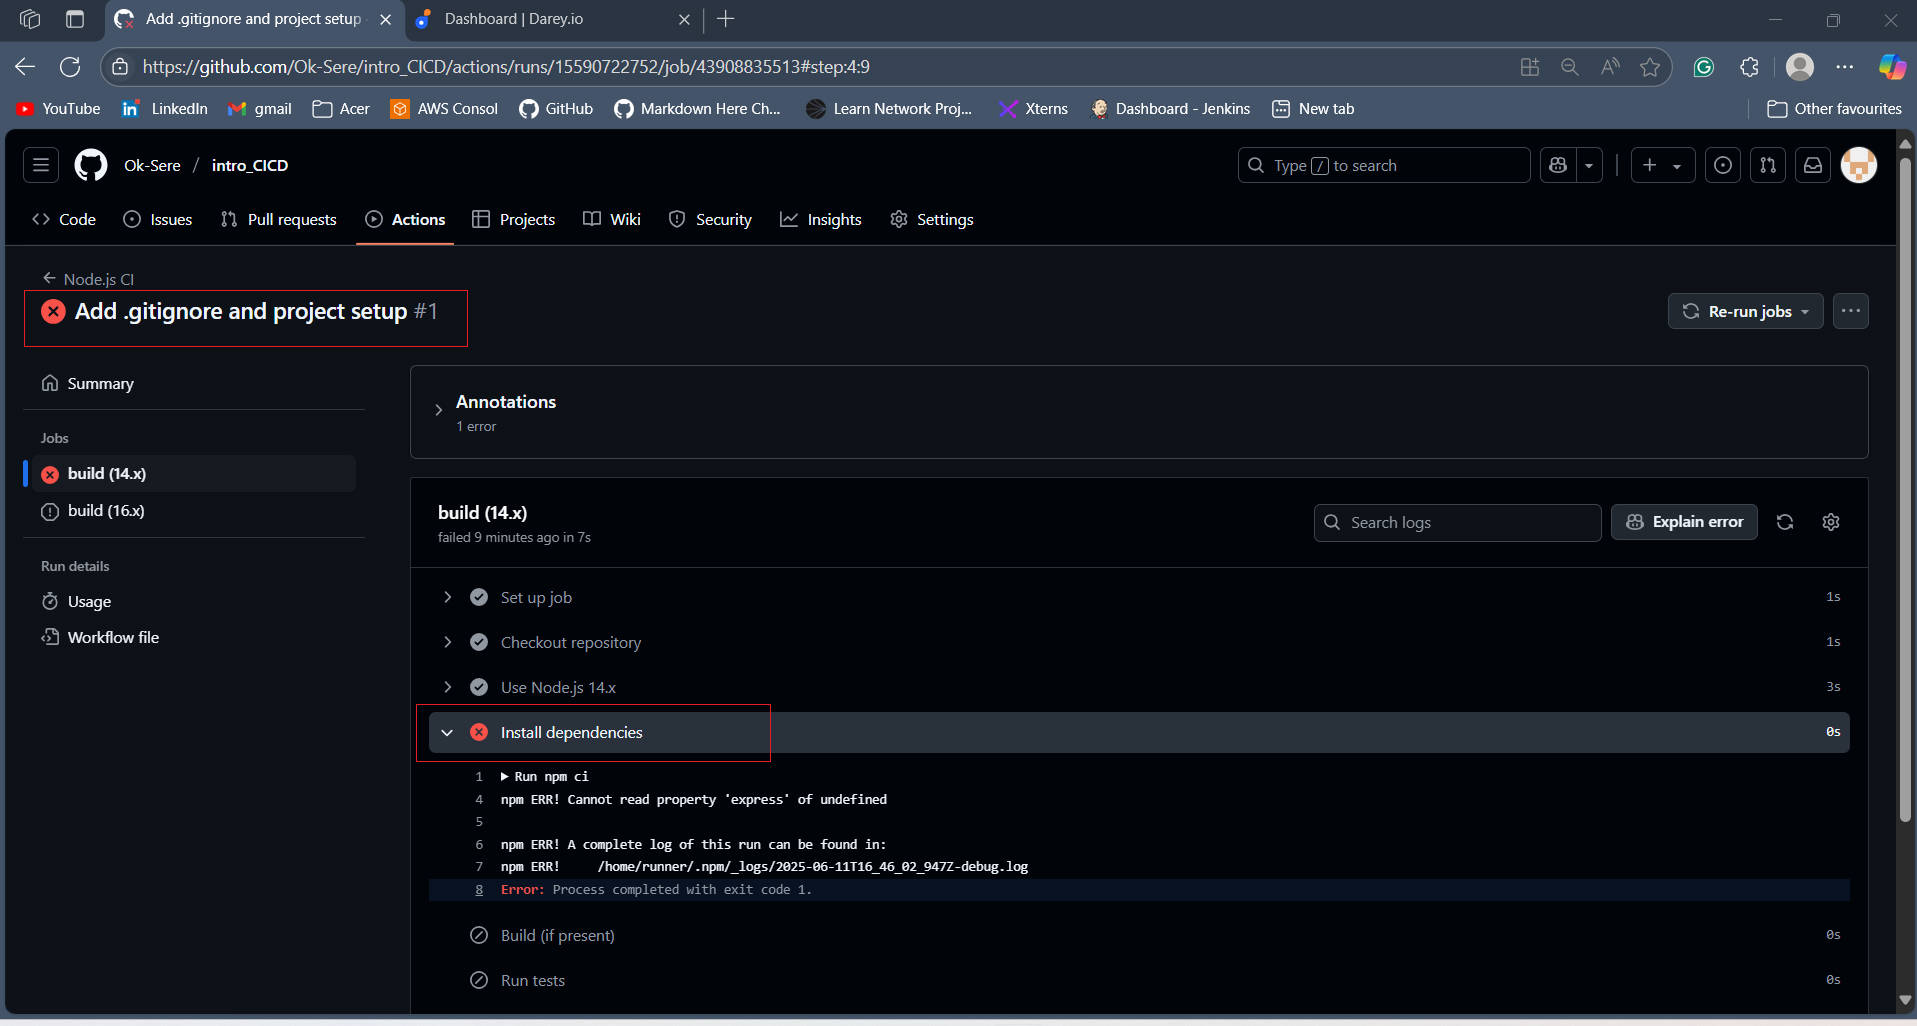 Add .gitignore and project setup
Dashboard | Darey.io
https://github.com/Ok-Sere/intro_CICD/actions/runs/15590722752/job/43908835513#step:4:9
YouTube LinkedIn gmail Acer AWS Consol GitHub Markdown Here Ch... Learn Network Proj... Xterns Dashboard - Jenkins New tab Other favourites
Ok-Sere / intro_CICD
Type / to search
Code Issues Pull requests Actions Projects Wiki Security Insights Settings
Node.js CI
Add .gitignore and project setup #1
Re-run jobs
Summary
Jobs
build (14.x)
build (16.x)
Run details
Usage
Workflow file
Annotations
1 error
build (14.x)
failed 9 minutes ago in 7s
Search logs
Explain error
Set up job 1s
Checkout repository 1s
Use Node.js 14.x 3s
Install dependencies 0s
1 Run npm ci
4 npm ERR! Cannot read property 'express' of undefined
5
6 npm ERR! A complete log of this run can be found in:
7 npm ERR! /home/runner/.npm/_logs/2025-06-11T16_46_02_947Z-debug.log
8 Error: Process completed with exit code 1.
Build (if present) 0s
Run tests 0s